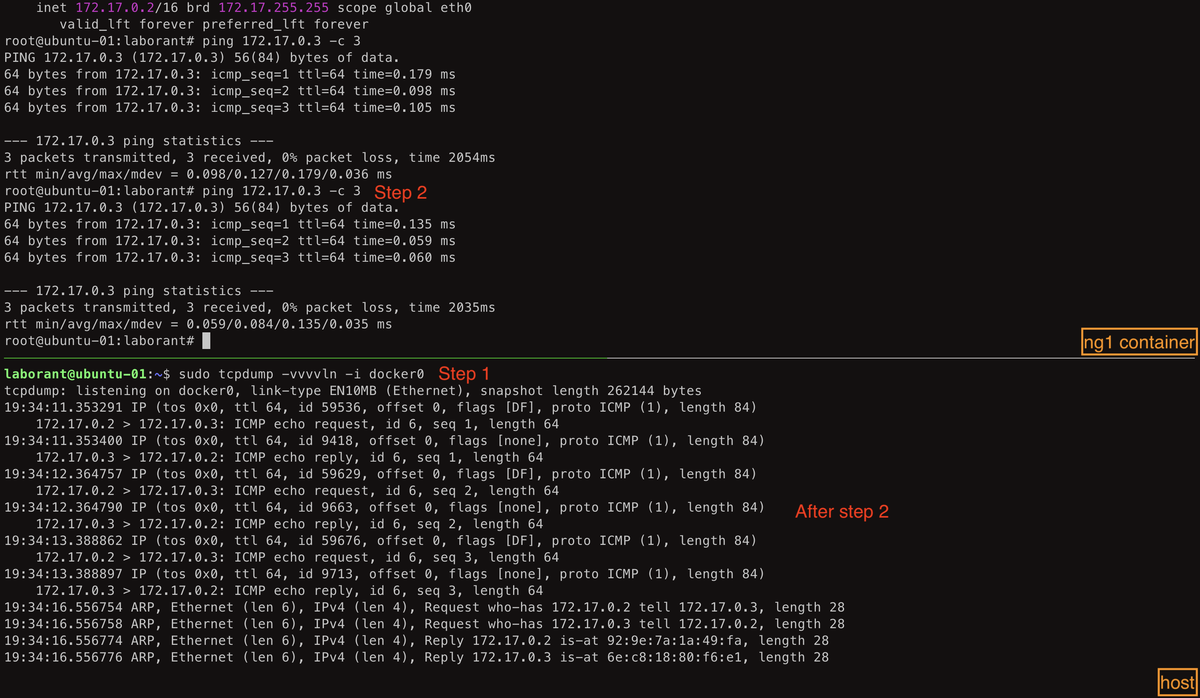 inet 172.17.0.2/16 brd 172.17.255.255 scope global eth0
valid_lft forever preferred_lft forever
root@ubuntu-01:laborant# ping 172.17.0.3 -c 3
PING 172.17.0.3 (172.17.0.3) 56(84) bytes of data.
64 bytes from 172.17.0.3: icmp_seq=1 ttl=64 time=0.179 ms
64 bytes from 172.17.0.3: icmp_seq=2 ttl=64 time=0.098 ms
64 bytes from 172.17.0.3: icmp_seq=3 ttl=64 time=0.105 ms
--- 172.17.0.3 ping statistics ---
3 packets transmitted, 3 received, 0% packet loss, time 2054ms
rtt min/avg/max/mdev = 0.098/0.127/0.179/0.036 ms
root@ubuntu-01:laborant# ping 172.17.0.3 -c 3 Step 2
PING 172.17.0.3 (172.17.0.3) 56(84) bytes of data.
64 bytes from 172.17.0.3: icmp_seq=1 ttl=64 time=0.135 ms
64 bytes from 172.17.0.3: icmp_seq=2 ttl=64 time=0.059 ms
64 bytes from 172.17.0.3: icmp_seq=3 ttl=64 time=0.060 ms
--- 172.17.0.3 ping statistics ---
3 packets transmitted, 3 received, 0% packet loss, time 2035ms
rtt min/avg/max/mdev = 0.059/0.084/0.135/0.035 ms
root@ubuntu-01:laborant#
ng1 container
laborant@ubuntu-01:~$ sudo tcpdump -vvvvln -i docker0 Step 1
tcpdump: listening on docker0, link-type EN10MB (Ethernet), snapshot length 262144 bytes
19:34:11.353291 IP (tos 0x0, ttl 64, id 59536, offset 0, flags [DF], proto ICMP (1), length 84)
172.17.0.2 > 172.17.0.3: ICMP echo request, id 6, seq 1, length 64
19:34:11.353400 IP (tos 0x0, ttl 64, id 9418, offset 0, flags [none], proto ICMP (1), length 84)
172.17.0.3 > 172.17.0.2: ICMP echo reply, id 6, seq 1, length 64
19:34:12.364757 IP (tos 0x0, ttl 64, id 59629, offset 0, flags [DF], proto ICMP (1), length 84)
172.17.0.2 > 172.17.0.3: ICMP echo request, id 6, seq 2, length 64
19:34:12.364790 IP (tos 0x0, ttl 64, id 9663, offset 0, flags [none], proto ICMP (1), length 84) After step 2
172.17.0.3 > 172.17.0.2: ICMP echo reply, id 6, seq 2, length 64
19:34:13.388862 IP (tos 0x0, ttl 64, id 59676, offset 0, flags [DF], proto ICMP (1), length 84)
172.17.0.2 > 172.17.0.3: ICMP echo request, id 6, seq 3, length 64
19:34:13.388897 IP (tos 0x0, ttl 64, id 9713, offset 0, flags [none], proto ICMP (1), length 84)
172.17.0.3 > 172.17.0.2: ICMP echo reply, id 6, seq 3, length 64
19:34:16.556754 ARP, Ethernet (len 6), IPv4 (len 4), Request who-has 172.17.0.2 tell 172.17.0.3, length 28
19:34:16.556758 ARP, Ethernet (len 6), IPv4 (len 4), Request who-has 172.17.0.3 tell 172.17.0.2, length 28
19:34:16.556774 ARP, Ethernet (len 6), IPv4 (len 4), Reply 172.17.0.2 is-at 92:9e:7a:1a:49:fa, length 28
19:34:16.556776 ARP, Ethernet (len 6), IPv4 (len 4), Reply 172.17.0.3 is-at 6e:c8:18:80:f6:e1, length 28
host